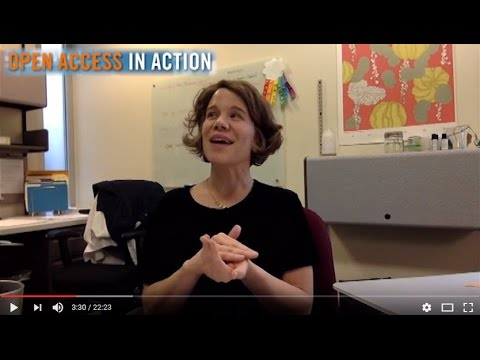 OPEN ACCESS IN ACTION
3:30 / 22:23